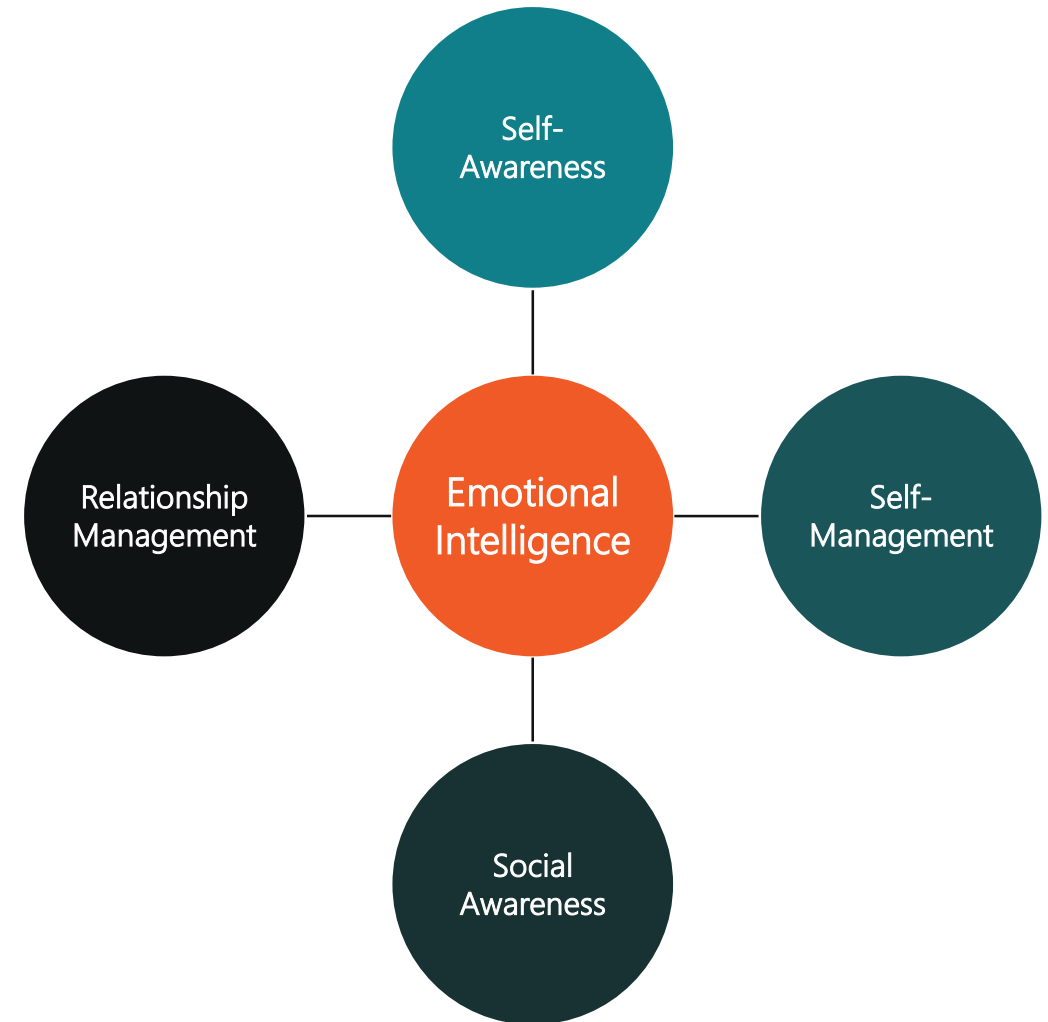 Self-
Awareness
Relationship
Management
Emotional
Intelligence
Self-
Management
Social
Awareness